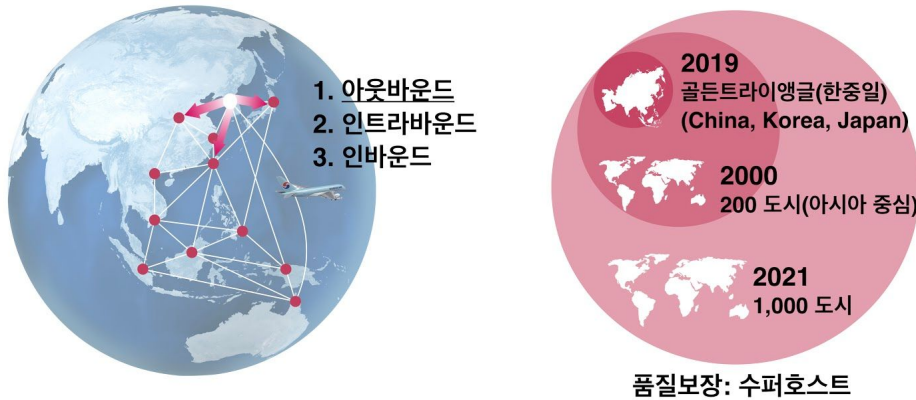 1. 아웃바운드
2. 인트라바운드
3. 인바운드
2019
골든트라이앵글(한중일)
(China, Korea, Japan)
2000
200 도시(아시아 중심)
2021
1,000 도시
품질보장: 수퍼호스트